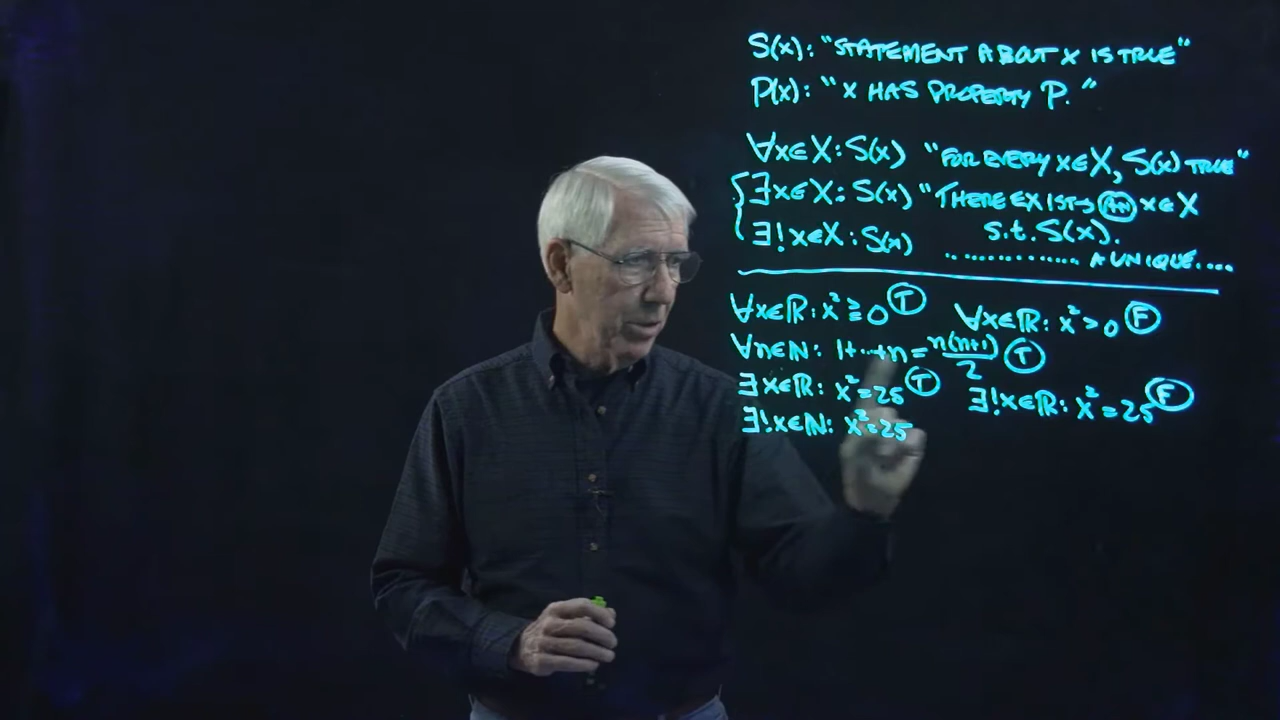 S(x): "STATEMENT ABOUT X IS TRUE"
P(x): "X HAS PROPERTY P."
∀x∈X: S(x) "FOR EVERY x∈X, S(x) TRUE"
∃x∈X: S(x) "THERE EXISTS AN x∈X
s.t. S(x).
∃!x∈X: S(x) .............. A UNIQUE....
∀x∈ℝ: x²≥0 T ∀x∈ℝ: x²>0 F
∀n∈ℕ: 1+...+n = n(n+1)/2 T
∃x∈ℝ: x²=25 T ∃!x∈ℝ: x²=25 F
∃!x∈ℕ: x²=25